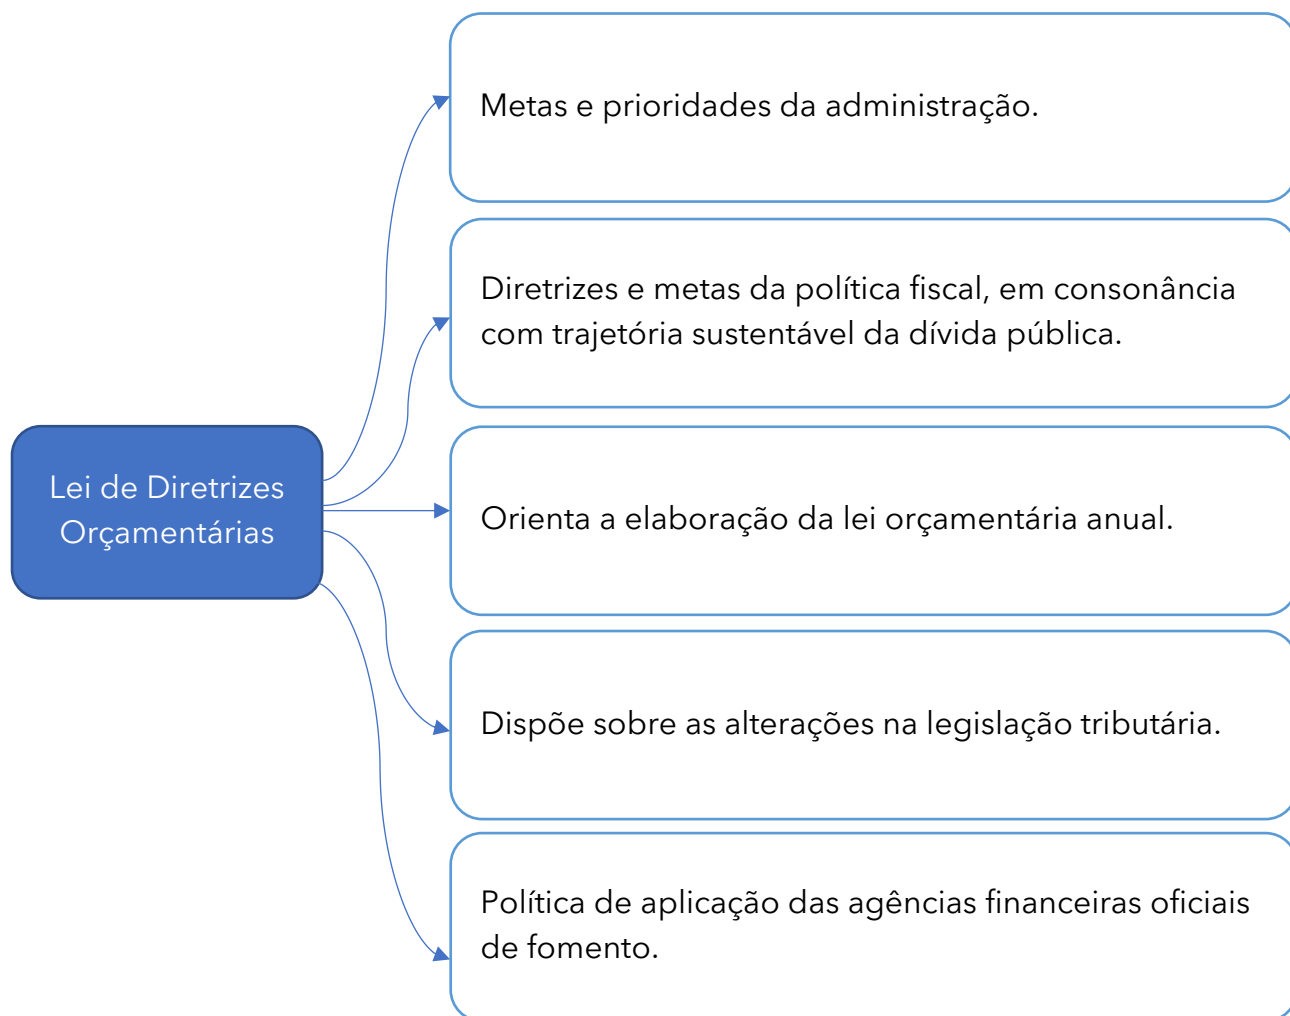 Metas e prioridades da administração.
Diretrizes e metas da política fiscal, em consonância
com trajetória sustentável da dívida pública.
Lei de Diretrizes
Orçamentárias
Orienta a elaboração da lei orçamentária anual.
Dispõe sobre as alterações na legislação tributária.
Política de aplicação das agências financeiras oficiais
de fomento.